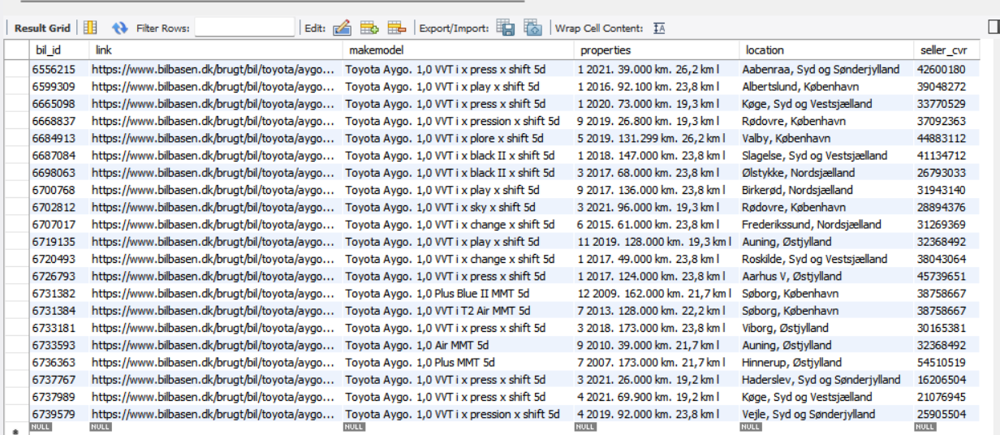 Result Grid Filter Rows: Edit: Export/Import: Wrap Cell Content:
bil_id link makemodel properties location seller_cvr
6556215 https://www.bilbasen.dk/brugt/bil/toyota/aygo... Toyota Aygo. 1,0 VVT i x press x shift 5d 1 2021. 39.000 km. 26,2 km l Aabenraa, Syd og Sønderjylland 42600180
6599309 https://www.bilbasen.dk/brugt/bil/toyota/aygo... Toyota Aygo. 1,0 VVT i x play x shift 5d 1 2016. 92.100 km. 23,8 km l Albertslund, København 39048272
6665098 https://www.bilbasen.dk/brugt/bil/toyota/aygo... Toyota Aygo. 1,0 VVT i x press x shift 5d 1 2020. 73.000 km. 19,3 km l Køge, Syd og Vestsjælland 33770529
6668837 https://www.bilbasen.dk/brugt/bil/toyota/aygo... Toyota Aygo. 1,0 VVT i x pression x shift 5d 9 2019. 26.800 km. 19,3 km l Rødovre, København 37092363
6684913 https://www.bilbasen.dk/brugt/bil/toyota/aygo... Toyota Aygo. 1,0 VVT i x plore x shift 5d 5 2019. 131.299 km. 26,2 km l Valby, København 44883112
6687084 https://www.bilbasen.dk/brugt/bil/toyota/aygo... Toyota Aygo. 1,0 VVT i x black II x shift 5d 1 2018. 147.000 km. 23,8 km l Slagelse, Syd og Vestsjælland 41134712
6698063 https://www.bilbasen.dk/brugt/bil/toyota/aygo... Toyota Aygo. 1,0 VVT i x black II x shift 5d 3 2017. 68.000 km. 23,8 km l Ølstykke, Nordsjælland 26793033
6700768 https://www.bilbasen.dk/brugt/bil/toyota/aygo... Toyota Aygo. 1,0 VVT i x play x shift 5d 9 2017. 136.000 km. 23,8 km l Birkerød, Nordsjælland 31943140
6702812 https://www.bilbasen.dk/brugt/bil/toyota/aygo... Toyota Aygo. 1,0 VVT i x sky x shift 5d 3 2021. 96.000 km. 19,3 km l Rødovre, København 28894376
6707017 https://www.bilbasen.dk/brugt/bil/toyota/aygo... Toyota Aygo. 1,0 VVT i x change x shift 5d 6 2015. 61.000 km. 23,8 km l Frederikssund, Nordsjælland 31269369
6719135 https://www.bilbasen.dk/brugt/bil/toyota/aygo... Toyota Aygo. 1,0 VVT i x play x shift 5d 11 2019. 128.000 km. 19,3 km l Auning, Østjylland 32368492
6720493 https://www.bilbasen.dk/brugt/bil/toyota/aygo... Toyota Aygo. 1,0 VVT i x change x shift 5d 1 2017. 49.000 km. 23,8 km l Roskilde, Syd og Vestsjælland 38043064
6726793 https://www.bilbasen.dk/brugt/bil/toyota/aygo... Toyota Aygo. 1,0 VVT i x press x shift 5d 1 2017. 124.000 km. 23,8 km l Aarhus V, Østjylland 45739651
6731382 https://www.bilbasen.dk/brugt/bil/toyota/aygo... Toyota Aygo. 1,0 Plus Blue II MMT 5d 12 2009. 162.000 km. 21,7 km l Søborg, København 38758667
6731384 https://www.bilbasen.dk/brugt/bil/toyota/aygo... Toyota Aygo. 1,0 VVT i T2 Air MMT 5d 7 2013. 128.000 km. 22,2 km l Søborg, København 38758667
6733181 https://www.bilbasen.dk/brugt/bil/toyota/aygo... Toyota Aygo. 1,0 VVT i x press x shift 5d 3 2018. 173.000 km. 23,8 km l Viborg, Østjylland 30165381
6733593 https://www.bilbasen.dk/brugt/bil/toyota/aygo... Toyota Aygo. 1,0 Air MMT 5d 9 2010. 39.000 km. 21,7 km l Auning, Østjylland 32368492
6736363 https://www.bilbasen.dk/brugt/bil/toyota/aygo... Toyota Aygo. 1,0 Plus MMT 5d 7 2007. 173.000 km. 21,7 km l Hinnerup, Østjylland 54510519
6737767 https://www.bilbasen.dk/brugt/bil/toyota/aygo... Toyota Aygo. 1,0 VVT i x press x shift 5d 3 2021. 26.000 km. 19,2 km l Haderslev, Syd og Sønderjylland 16206504
6737989 https://www.bilbasen.dk/brugt/bil/toyota/aygo... Toyota Aygo. 1,0 VVT i x press x shift 5d 4 2021. 69.900 km. 19,2 km l Køge, Syd og Vestsjælland 21076945
6739579 https://www.bilbasen.dk/brugt/bil/toyota/aygo... Toyota Aygo. 1,0 VVT i x pression x shift 5d 4 2019. 92.000 km. 23,8 km l Vejle, Syd og Sønderjylland 25905504
NULL NULL NULL NULL NULL NULL